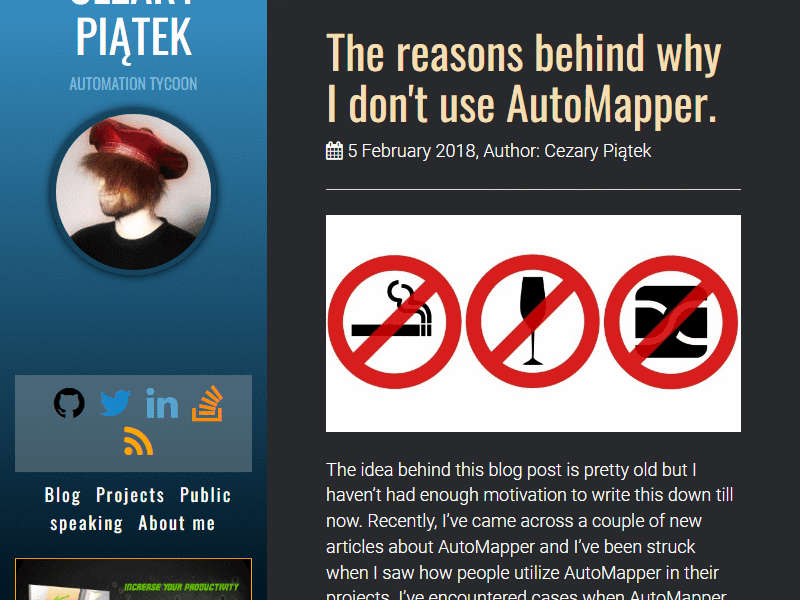 PIĄTEK
AUTOMATION TYCOON
Blog Projects Public
speaking About me
INCREASE YOUR PRODUCTIVITY
The reasons behind why
I don't use AutoMapper.
5 February 2018, Author: Cezary Piątek
The idea behind this blog post is pretty old but I
haven’t had enough motivation to write this down till
now. Recently, I’ve came across a couple of new
articles about AutoMapper and I’ve been struck
when I saw how people utilize AutoMapper in their
projects. I’ve encountered cases when AutoMapper